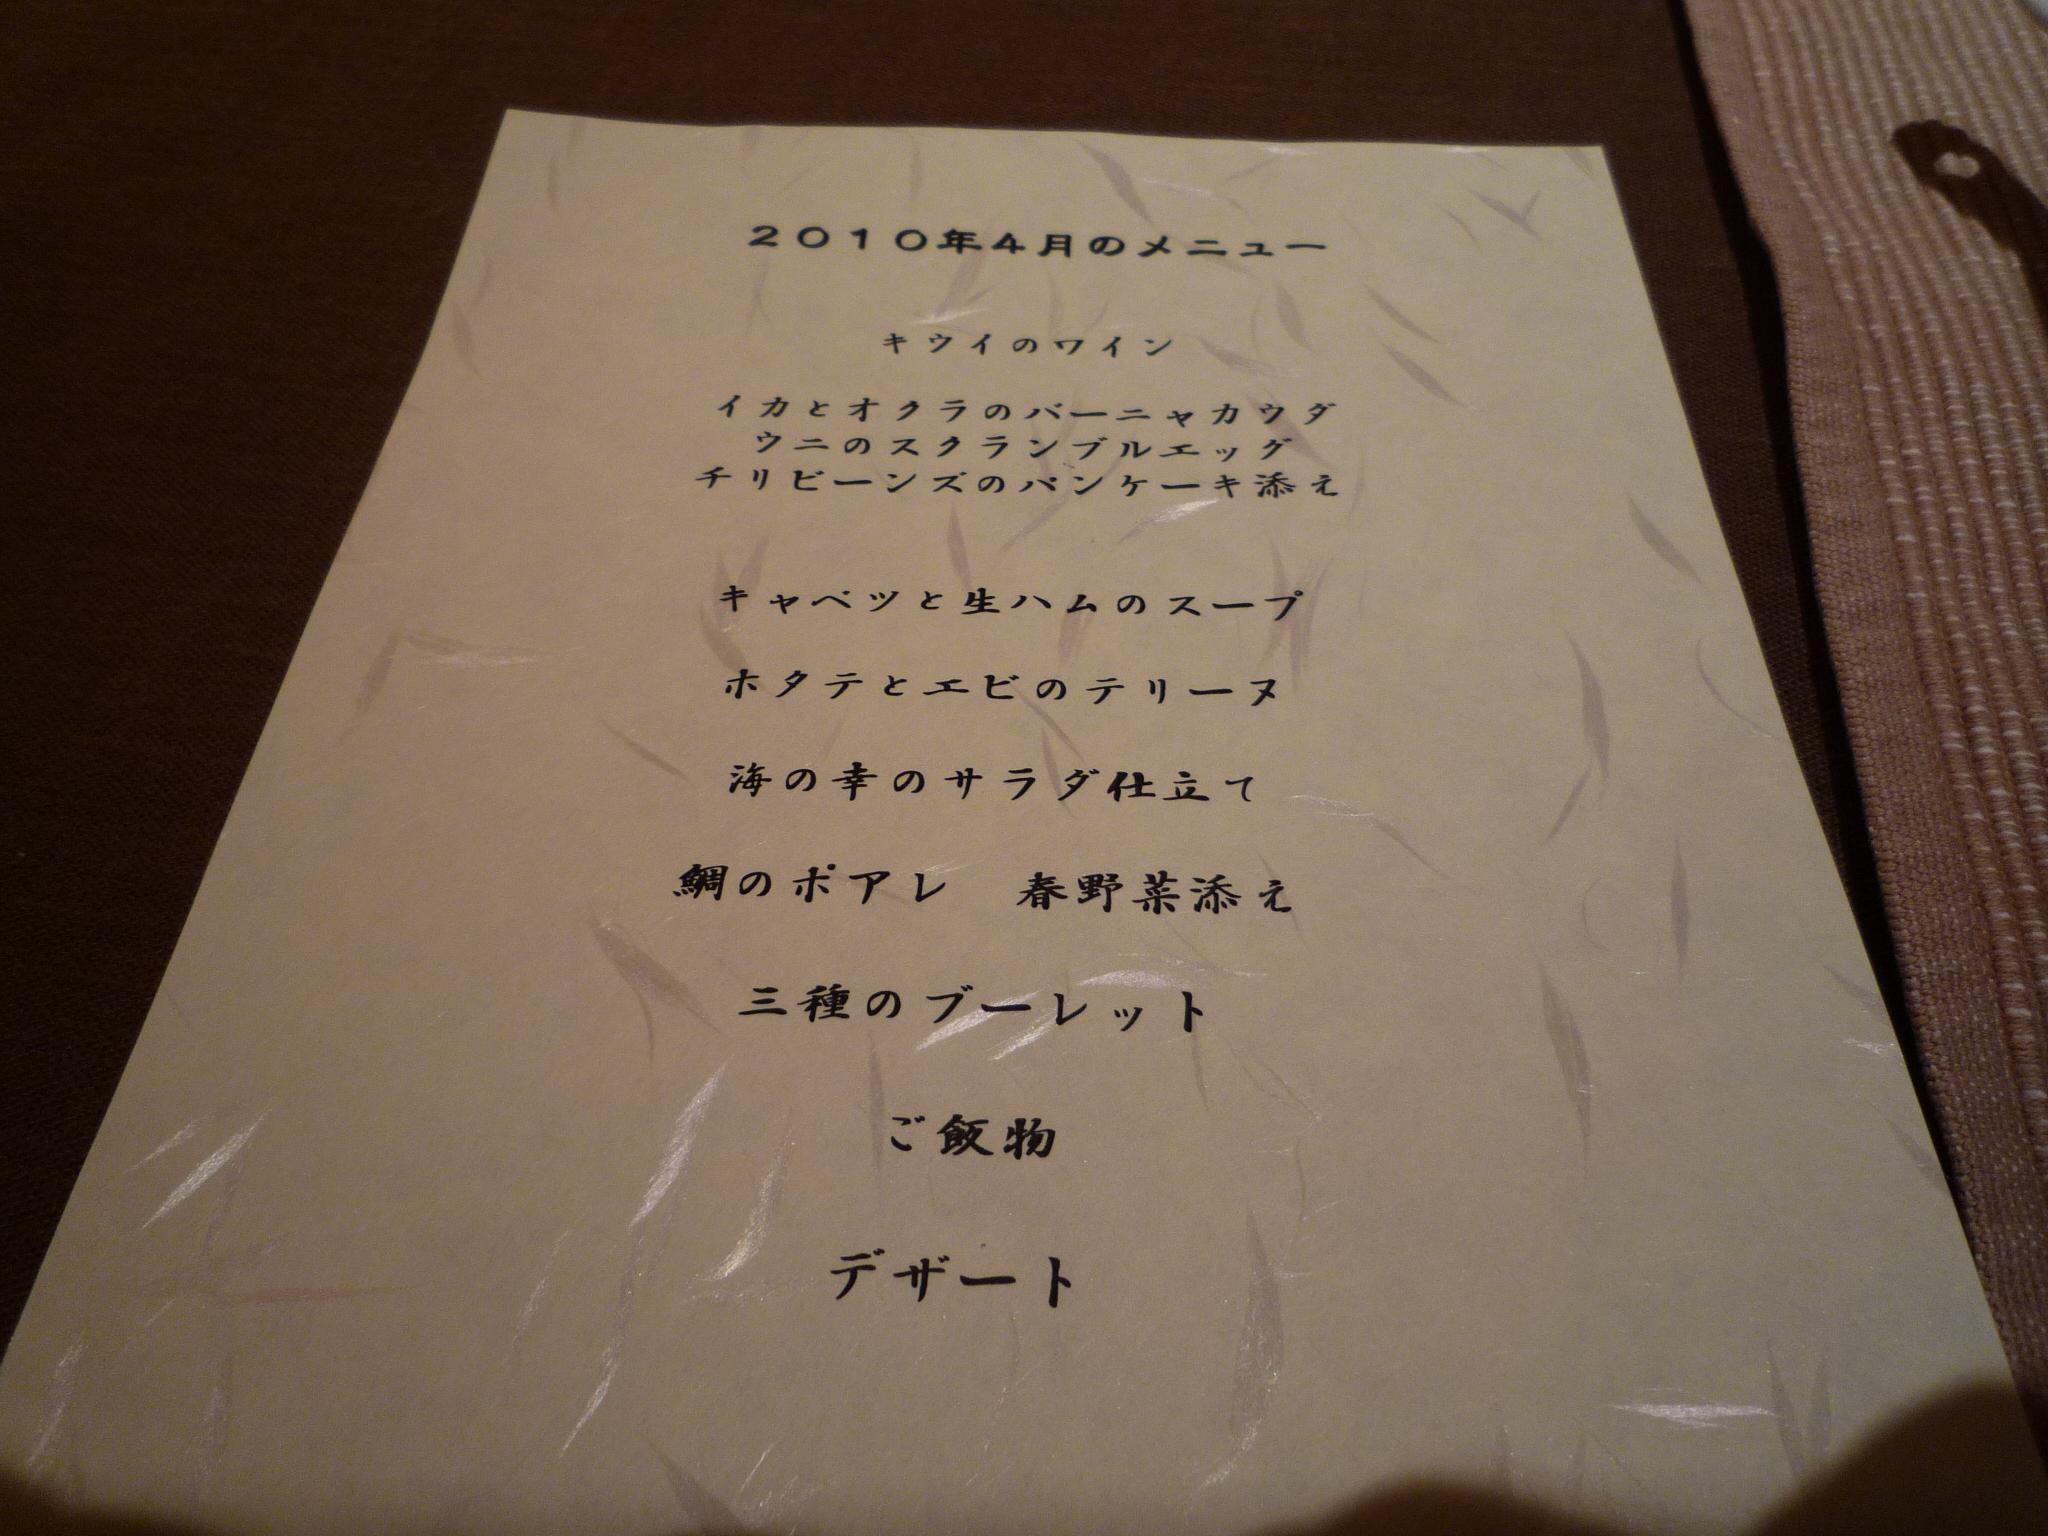 ２０１０年４月のメニュー
キウイのワイン
イカとオクラのバーニャカウダ
ウニのスクランブルエッグ
チリビーンズのパンケーキ添え
キャベツと生ハムのスープ
ホタテとエビのテリーヌ
海の幸のサラダ仕立て
鯛のポアレ　春野菜添え
三種のブーレット
ご飯物
デザート